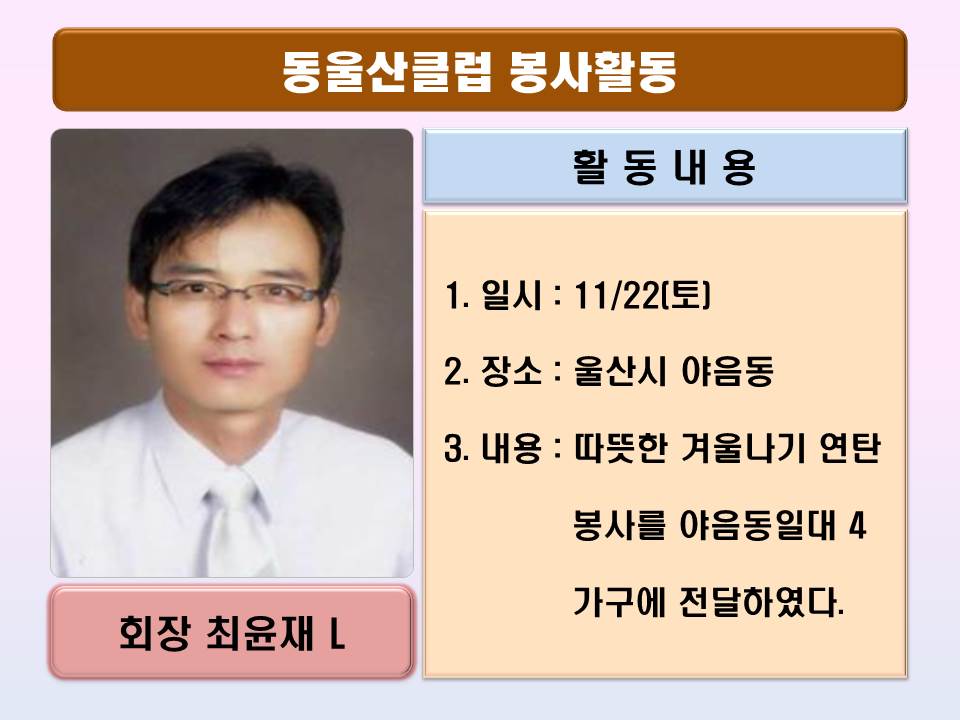 동울산클럽 봉사활동
활 동 내 용
1. 일시 : 11/22(토)
2. 장소 : 울산시 야음동
3. 내용 : 따뜻한 겨울나기 연탄
봉사를 야음동일대 4
가구에 전달하였다.
회장 최윤재 L